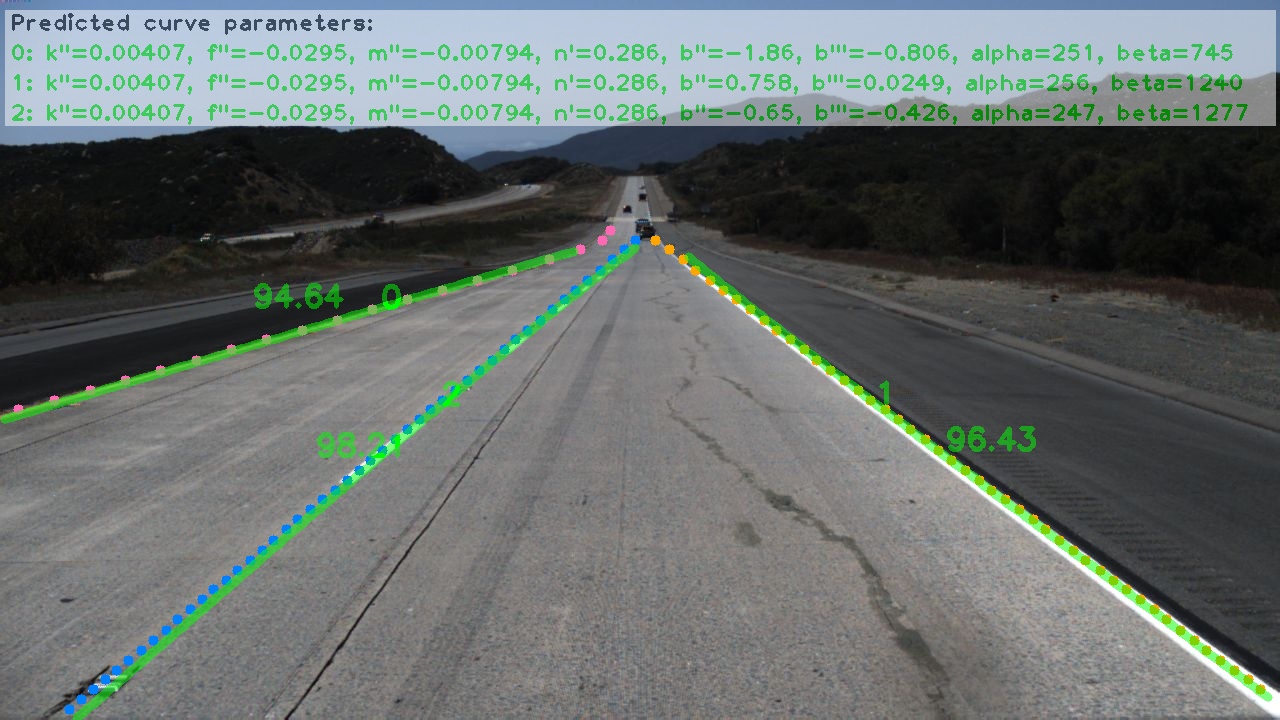 Predicted curve parameters:
0: k''=0.00407, f''=-0.0295, m''=-0.00794, n'=0.286, b''=-1.86, b'''=-0.806, alpha=251, beta=745
1: k''=0.00407, f''=-0.0295, m''=-0.00794, n'=0.286, b''=0.758, b'''=0.0249, alpha=256, beta=1240
2: k''=0.00407, f''=-0.0295, m''=-0.00794, n'=0.286, b''=-0.65, b'''=-0.426, alpha=247, beta=1277
94.64 0
2 1
96.43